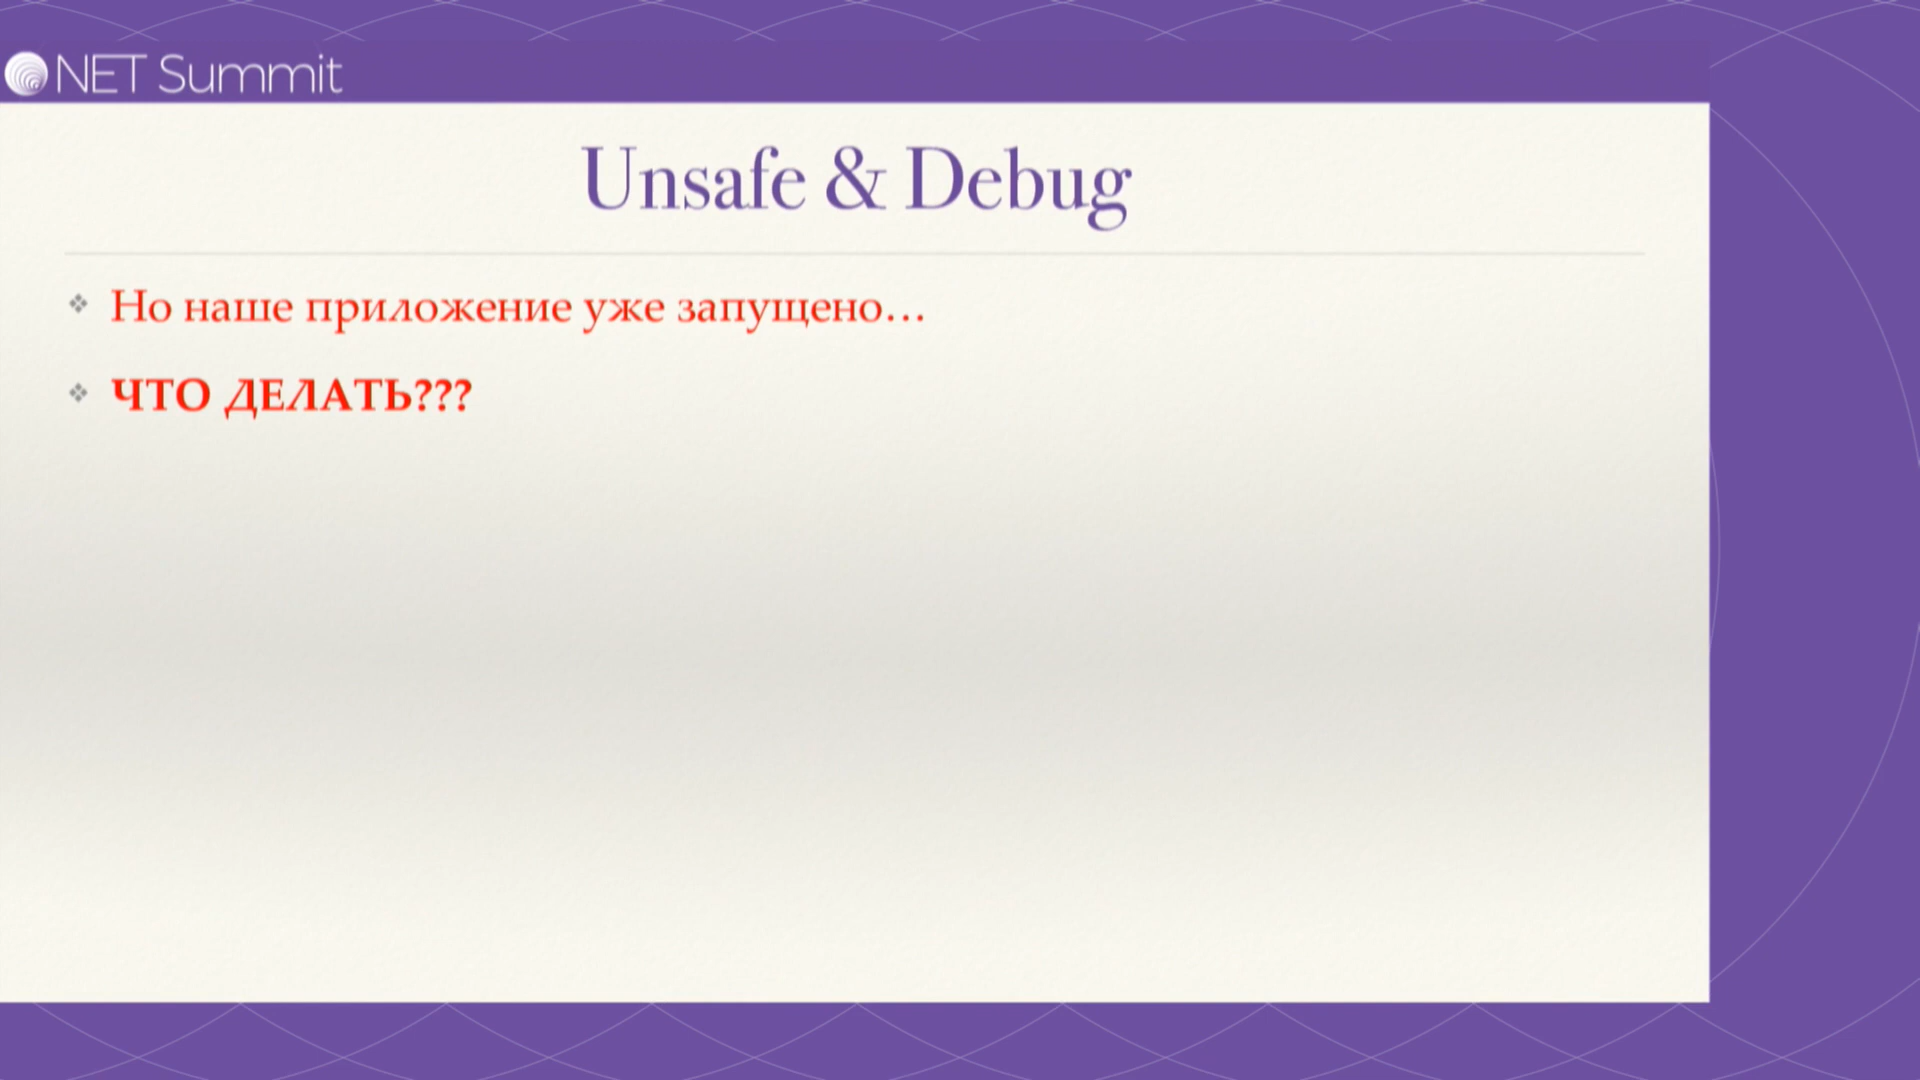 NET Summit
Unsafe & Debug
Но наше приложение уже запущено...
ЧТО ДЕЛАТЬ???